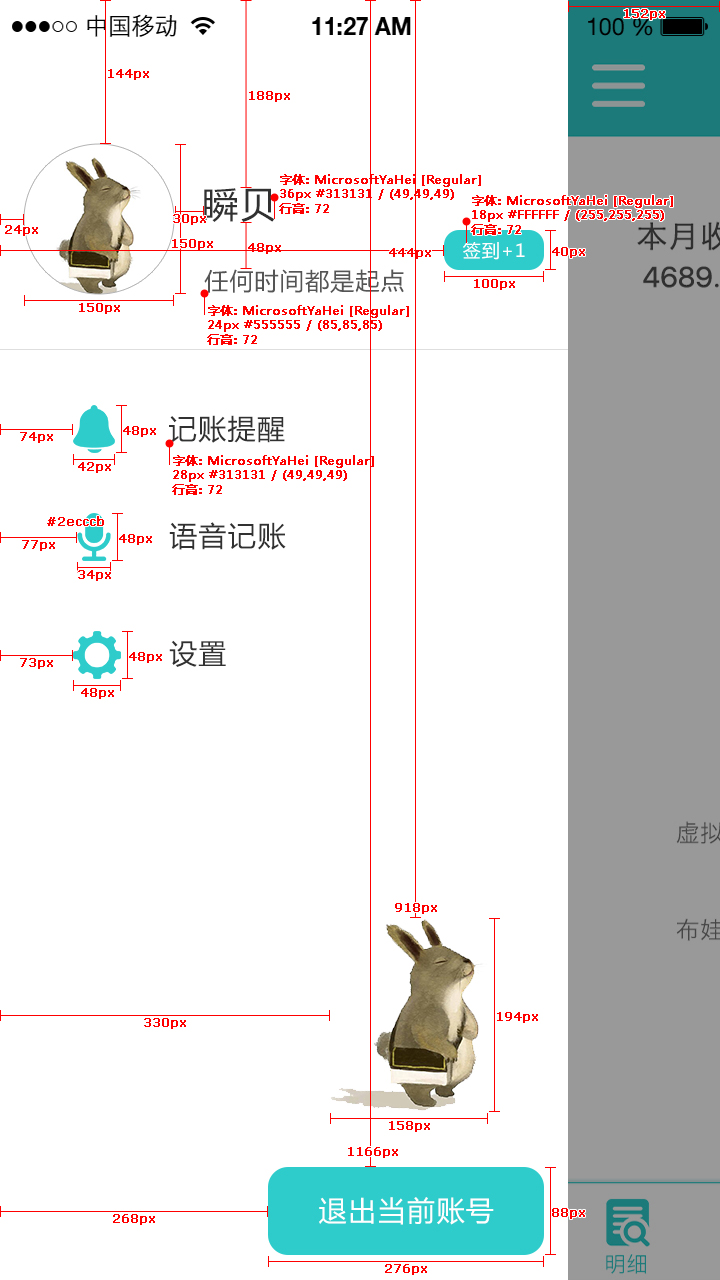 中国移动 11:27 AM 100 %
152px
144px
188px
字体: MicrosoftYaHei [Regular]
36px #313131 / (49,49,49)
行高: 72
瞬贝
字体: MicrosoftYaHei [Regular]
18px #FFFFFF / (255,255,255)
行高: 72
30px
24px
150px
48px
444px
签到+1
40px
本月收
4689.
任何时间都是起点
100px
150px
字体: MicrosoftYaHei [Regular]
24px #555555 / (85,85,85)
行高: 72
记账提醒
74px
48px
42px
字体: MicrosoftYaHei [Regular]
28px #313131 / (49,49,49)
行高: 72
#2ecccb
语音记账
77px
48px
34px
设置
73px
48px
48px
虚拟
918px
布娃
330px
194px
158px
1166px
退出当前账号
268px
88px
276px
明细